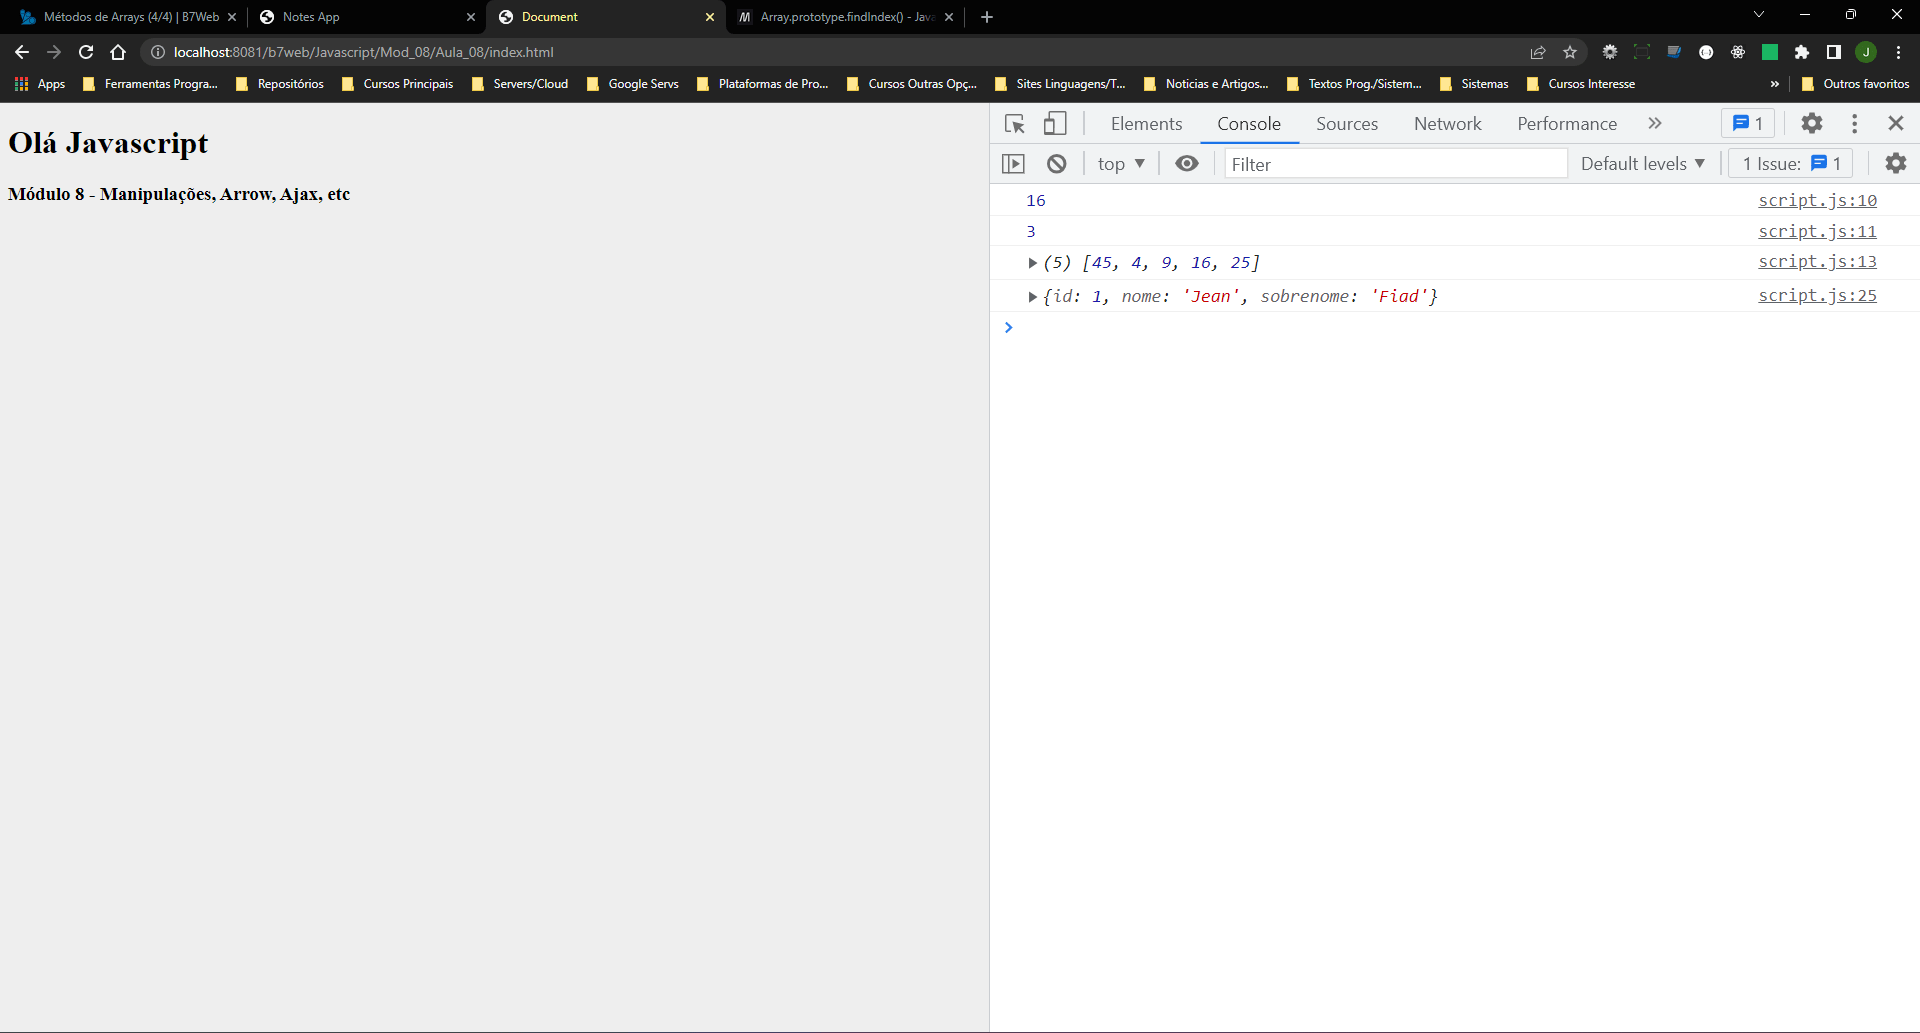 Métodos de Arrays (4/4) | B7Web
Notes App
Document
Array.prototype.findIndex() - Java
localhost:8081/b7web/Javascript/Mod_08/Aula_08/index.html
J
Apps
Ferramentas Progra...
Repositórios
Cursos Principais
Servers/Cloud
Google Servs
Plataformas de Pro...
Cursos Outras Opç...
Sites Linguagens/T...
Noticias e Artigos...
Textos Prog./Sistem...
Sistemas
Cursos Interesse
»
Outros favoritos
Olá Javascript
Módulo 8 - Manipulações, Arrow, Ajax, etc
Elements
Console
Sources
Network
Performance
1
top
Filter
Default levels
1 Issue: 1
16 script.js:10
3 script.js:11
(5) [45, 4, 9, 16, 25] script.js:13
{id: 1, nome: 'Jean', sobrenome: 'Fiad'} script.js:25